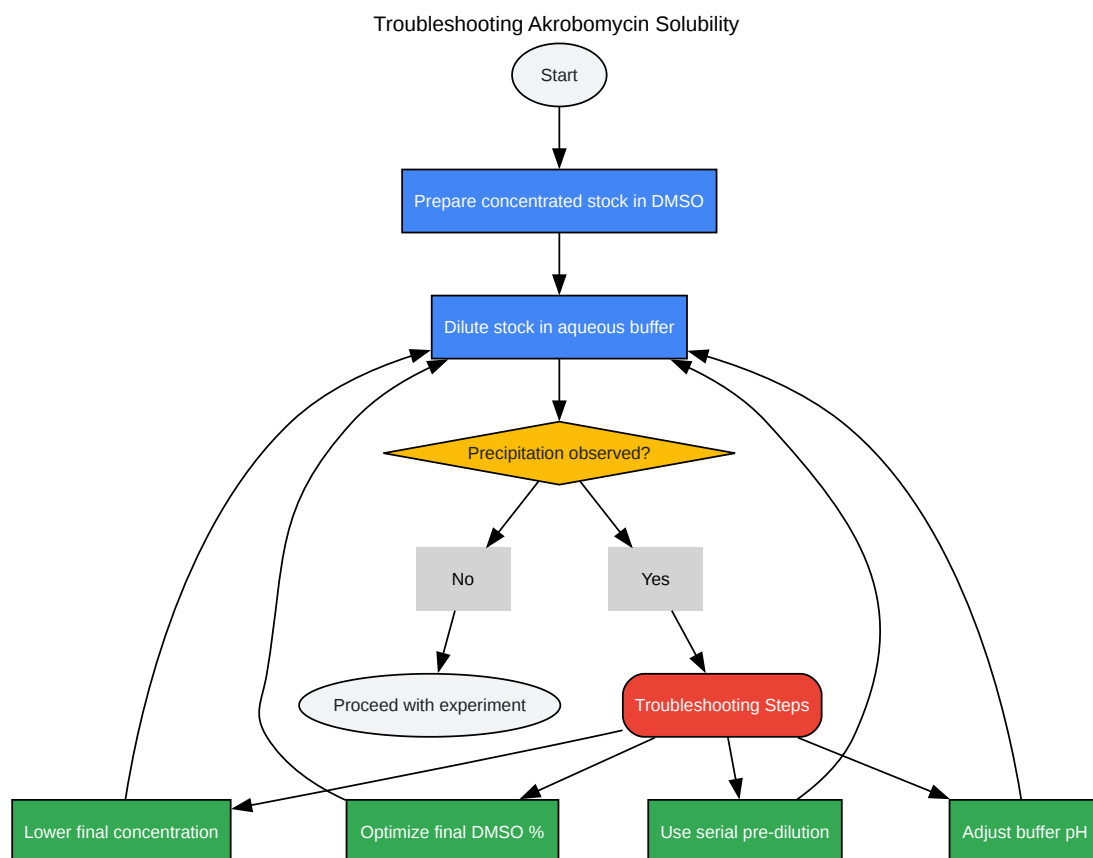 Troubleshooting Akrobomycin Solubility
Start
Prepare concentrated stock in DMSO
Dilute stock in aqueous buffer
Precipitation observed?
No
Yes
Proceed with experiment
Troubleshooting Steps
Lower final concentration
Optimize final DMSO %
Use serial pre-dilution
Adjust buffer pH